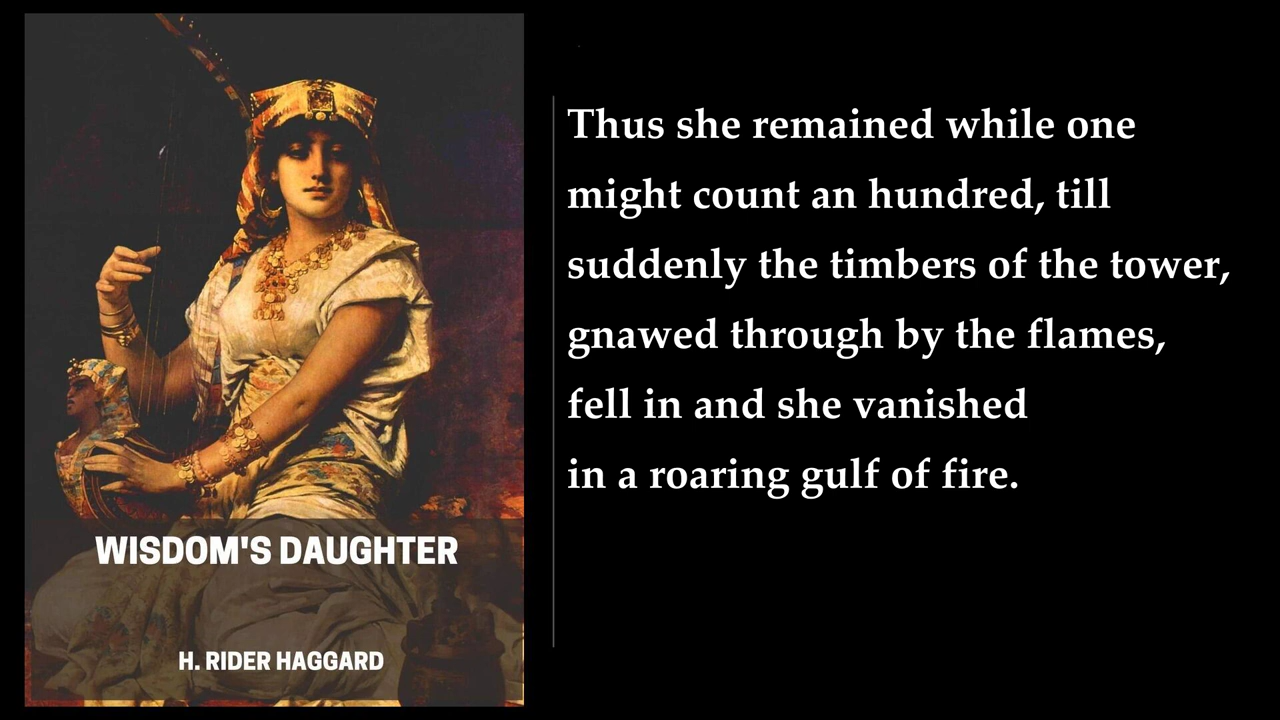 WISDOM'S DAUGHTER
H. RIDER HAGGARD
Thus she remained while one
might count an hundred, till
suddenly the timbers of the tower,
gnawed through by the flames,
fell in and she vanished
in a roaring gulf of fire.